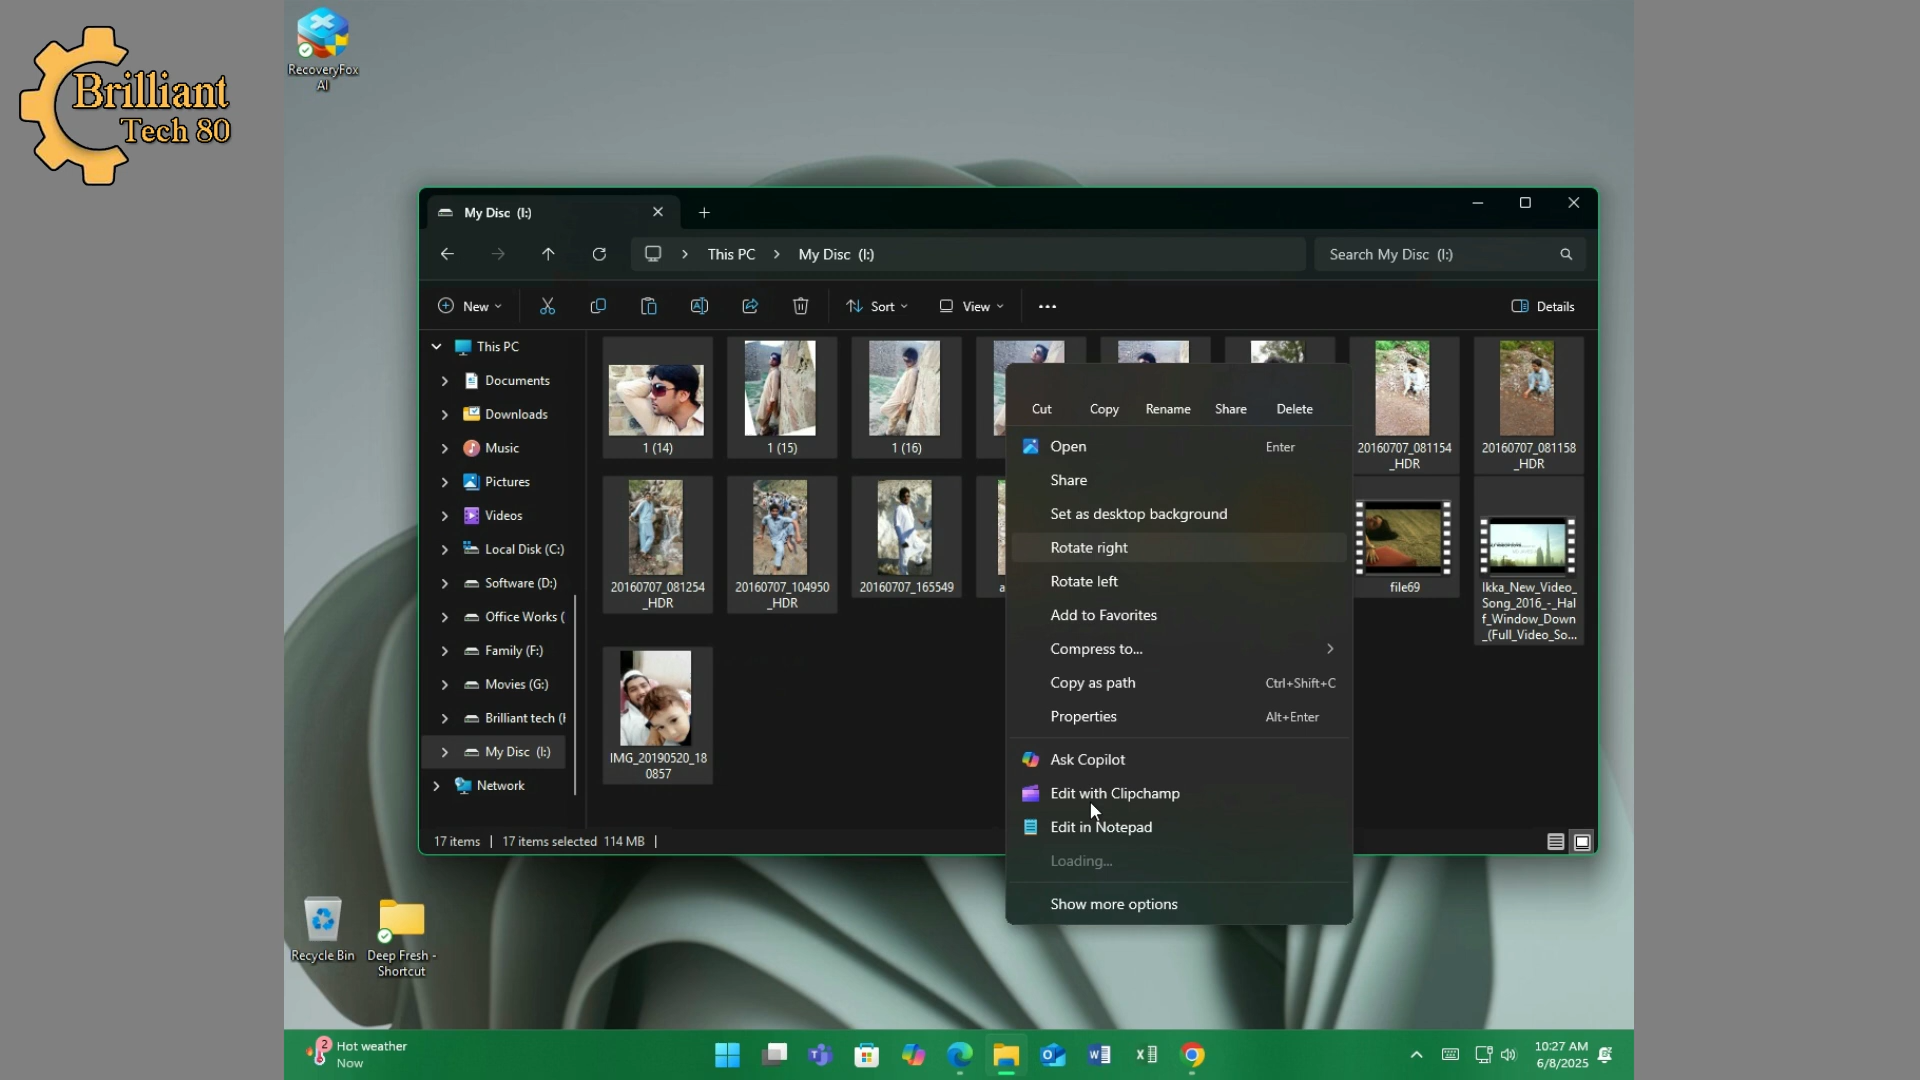 Brilliant
Tech 80
RecoveryFox
AI
My Disc (I:)
This PC
My Disc (I:)
Search My Disc (I:)
New
Sort
View
Details
This PC
Documents
Downloads
Music
Pictures
Videos
Local Disk (C:)
Software (D:)
Office Works (
Family (F:)
Movies (G:)
Brilliant tech (
My Disc (I:)
Network
1 (14)
1 (15)
1 (16)
20160707_081154
_HDR
20160707_081158
_HDR
20160707_081254
_HDR
20160707_104950
_HDR
20160707_165549
a
file69
Ikka_New_Video_
Song_2016_-_Hal
f_Window_Down
_(Full_Video_So...
IMG_20190520_18
0857
Cut
Copy
Rename
Share
Delete
Open
Enter
Share
Set as desktop background
Rotate right
Rotate left
Add to Favorites
Compress to...
Copy as path
Ctrl+Shift+C
Properties
Alt+Enter
Ask Copilot
Edit with Clipchamp
Edit in Notepad
Loading...
Show more options
17 items
17 items selected 114 MB
Recycle Bin
Deep Fresh -
Shortcut
2
Hot weather
Now
10:27 AM
6/8/2025